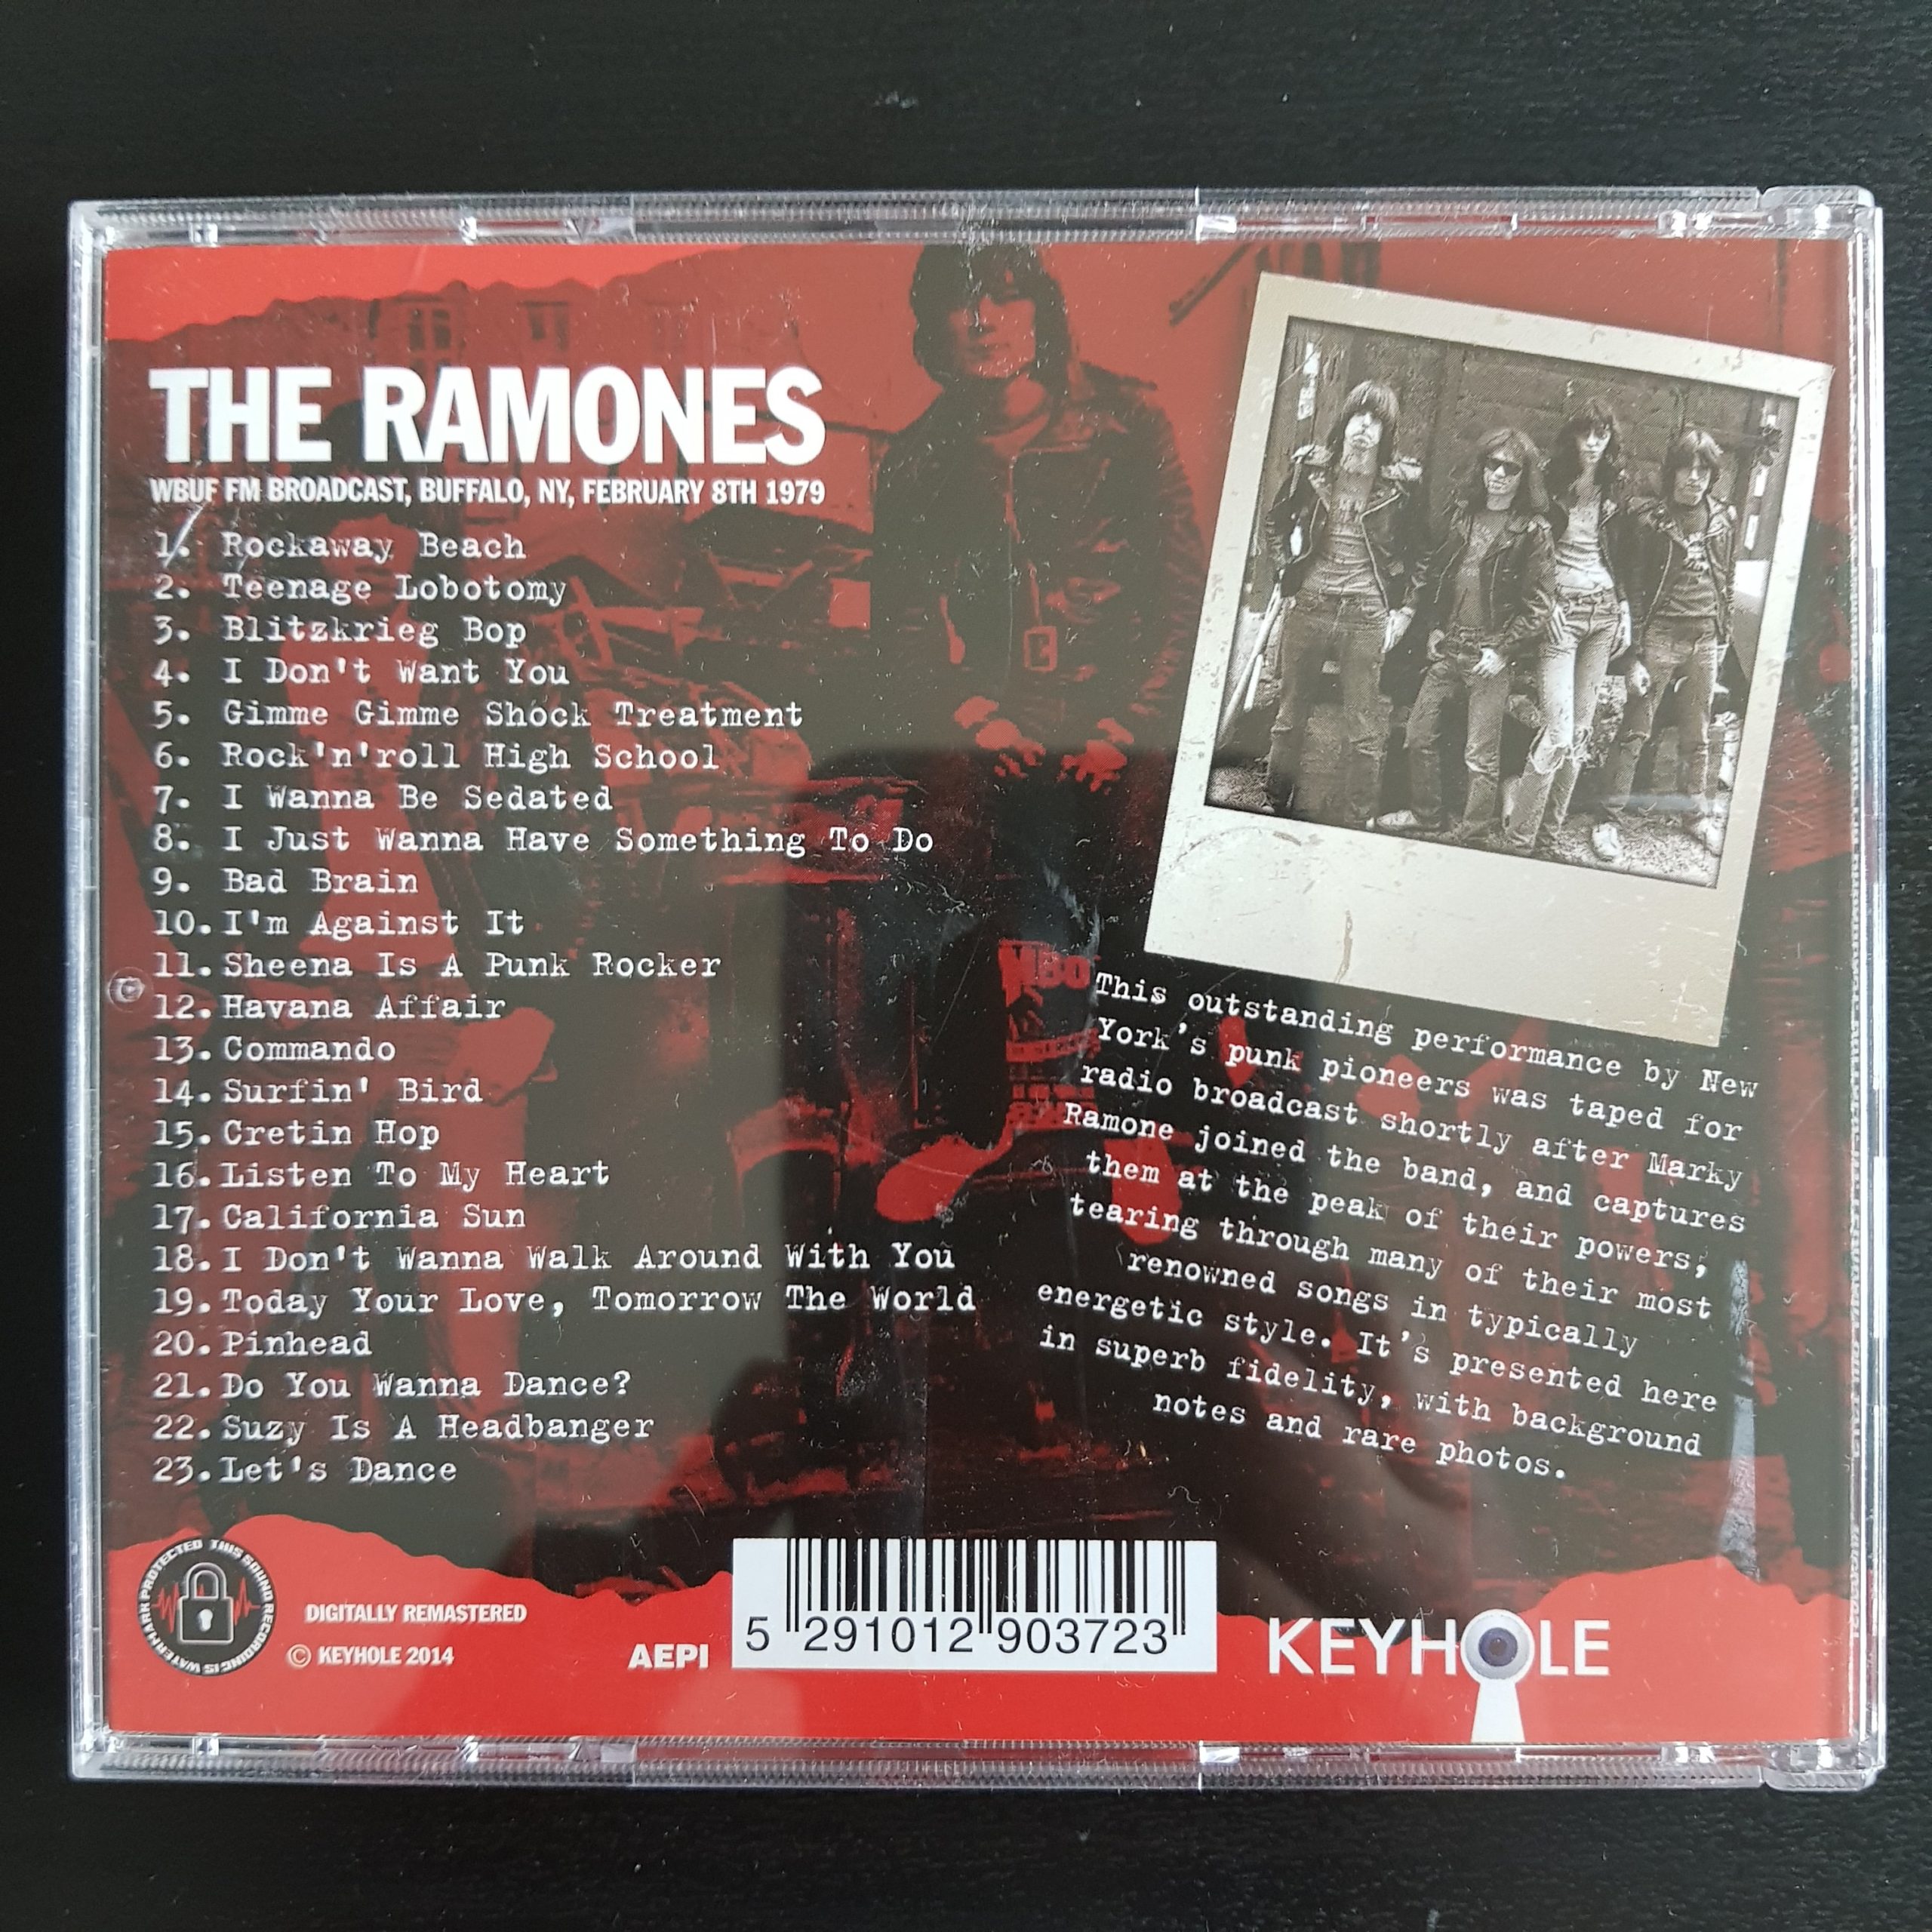 THE RAMONES
WBUF FM BROADCAST, BUFFALO, NY, FEBRUARY 8TH 1979
1. Rockaway Beach
2. Teenage Lobotomy
3. Blitzkrieg Bop
4. I Don't Want You
5. Gimme Gimme Shock Treatment
6. Rock'n'roll High School
7. I Wanna Be Sedated
8. I Just Wanna Have Something To Do
9. Bad Brain
10. I'm Against It
11. Sheena Is A Punk Rocker
12. Havana Affair
13. Commando
14. Surfin' Bird
15. Cretin Hop
16. Listen To My Heart
17. California Sun
18. I Don't Wanna Walk Around With You
19. Today Your Love, Tomorrow The World
20. Pinhead
21. Do You Wanna Dance?
22. Suzy Is A Headbanger
23. Let's Dance
This outstanding performance by New
York's punk pioneers was taped for
radio broadcast shortly after Marky
Ramone joined the band, and captures
them at the peak of their powers,
tearing through many of their most
renowned songs in typically
energetic style. It's presented here
in superb fidelity, with background
notes and rare photos.
THIS SOUND RECORDING IS WATERMARK PROTECTED
DIGITALLY REMASTERED
© KEYHOLE 2014
AEPI
5 291012 903723
KEYHOLE